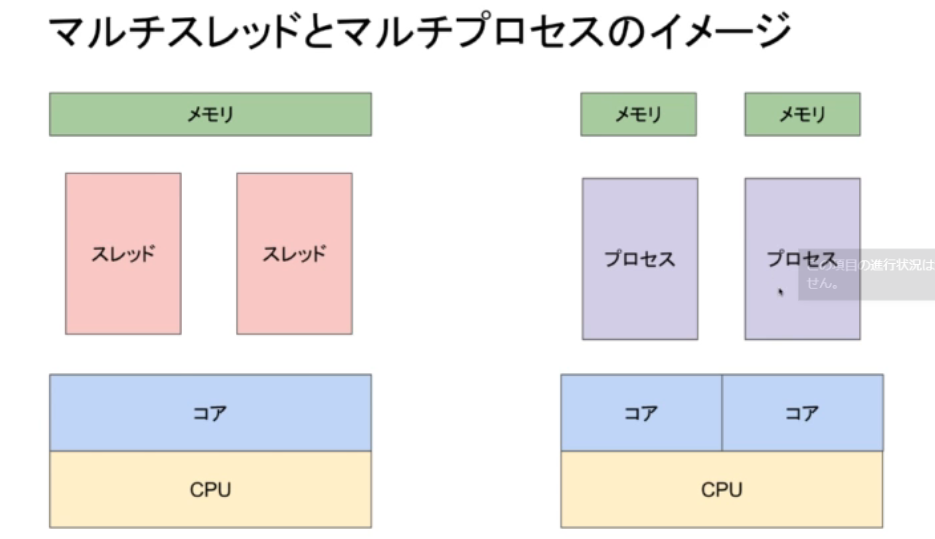 マルチスレッドとマルチプロセスのイメージ
メモリ
メモリ
メモリ
スレッド
スレッド
プロセス
プロセス
項目の進行状況は
せん。
コア
コア
コア
CPU
CPU